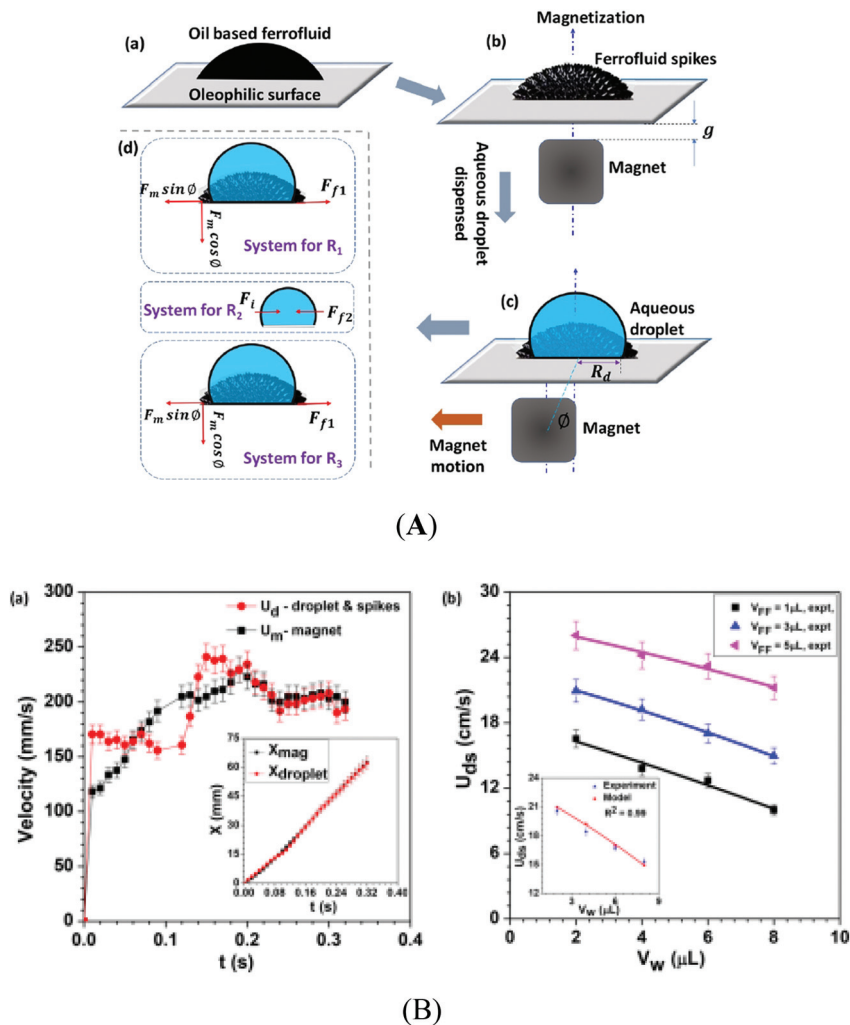 (a)
Oil based ferrofluid
Oleophilic surface
Magnetization
(b)
Ferrofluid spikes
g
Magnet
Aqueous droplet
dispensed
(d)
F_m sin Ø
F_m cos Ø
F_f1
System for R_1
System for R_2
F_i
F_f2
F_m sin Ø
F_m cos Ø
F_f1
System for R_3
(c)
Aqueous
droplet
R_d
Ø
Magnet
Magnet
motion
(A)
(a)
300
250
200
150
100
50
0
Velocity (mm/s)
U_d - droplet & spikes
U_m- magnet
75
60
45
30
15
0
X (mm)
X_mag
X_droplet
0.00 0.08 0.16 0.24 0.32 0.40
t (s)
0.0 0.1 0.2 0.3 0.4
t (s)
(b)
30
24
18
12
6
0
U_ds (cm/s)
V_FF = 1μL, expt,
V_FF = 3μL, expt
V_FF = 5μL, expt
24
21
18
15
12
U_ds (cm/s)
Experiment
Model
R² = 0.99
3 6 9
V_w (μL)
0 2 4 6 8 10
V_w (μL)
(B)